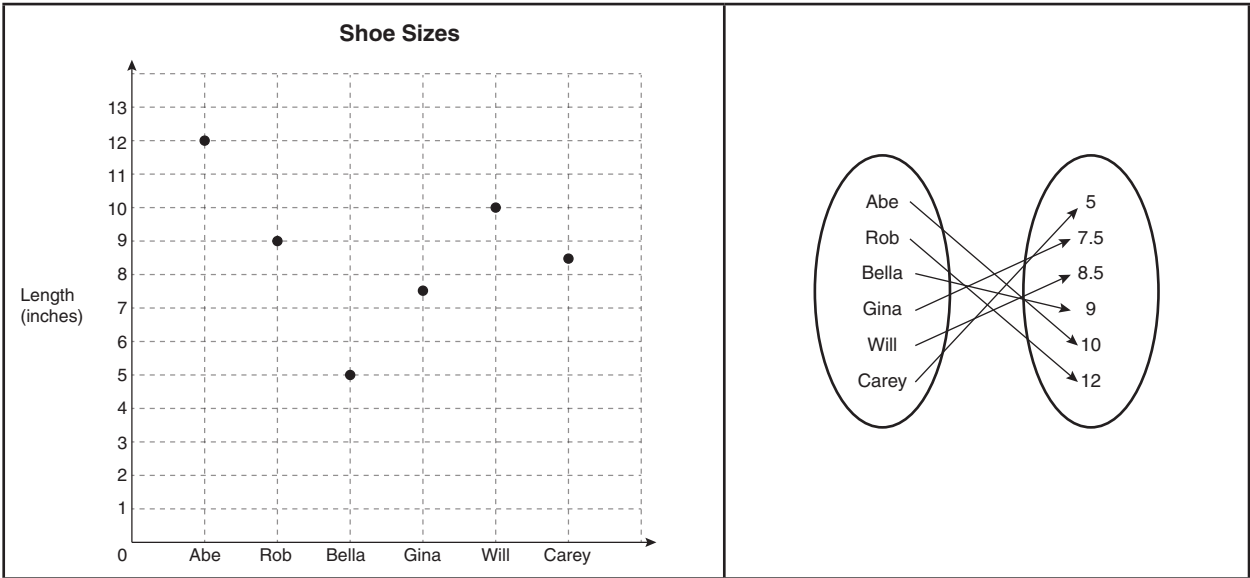 Shoe Sizes
Length
(inches)
13
12
11
10
9
8
7
6
5
4
3
2
1
0
Abe Rob Bella Gina Will Carey
Abe
Rob
Bella
Gina
Will
Carey
5
7.5
8.5
9
10
12